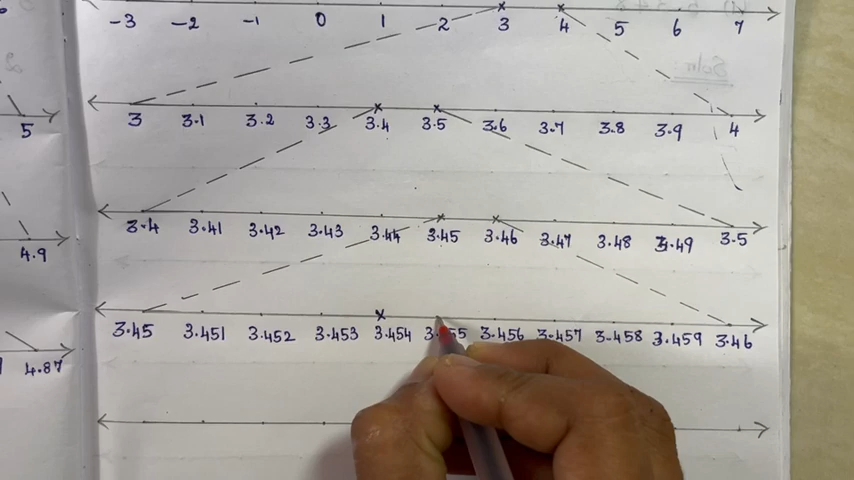 -3 -2 -1 0 1 2 3 4 5 6 7
Soln:
3 3.1 3.2 3.3 3.4 3.5 3.6 3.7 3.8 3.9 4
5
3.4 3.41 3.42 3.43 3.44 3.45 3.46 3.47 3.48 3.49 3.5
4.9
3.45 3.451 3.452 3.453 3.454 3.455 3.456 3.457 3.458 3.459 3.46
4.87